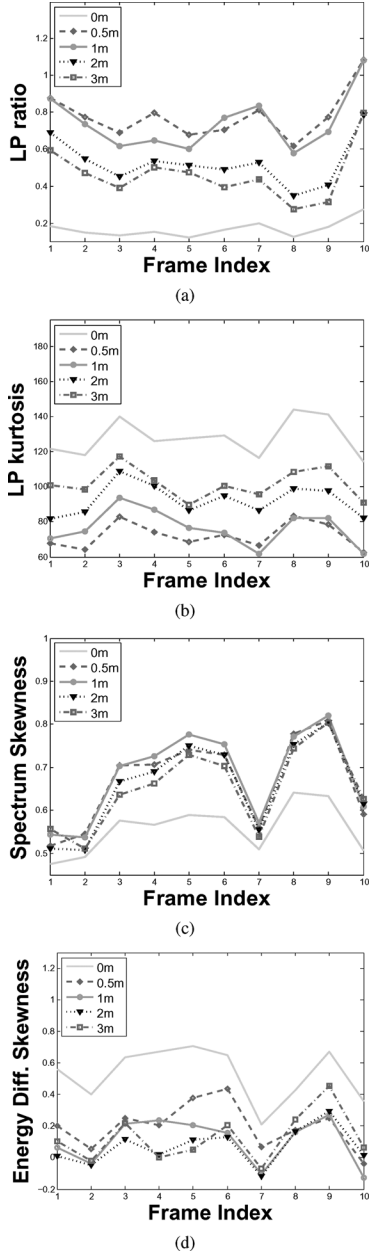 LP ratio
1.2
1
0.8
0.6
0.4
0.2
0m
0.5m
1m
2m
3m
1 2 3 4 5 6 7 8 9 10
Frame Index
(a)
LP kurtosis
180
160
140
120
100
80
60
0m
0.5m
1m
2m
3m
1 2 3 4 5 6 7 8 9 10
Frame Index
(b)
Spectrum Skewness
1
0.9
0.8
0.7
0.6
0.5
0m
0.5m
1m
2m
3m
1 2 3 4 5 6 7 8 9 10
Frame Index
(c)
Energy Diff. Skewness
1.2
1
0.8
0.6
0.4
0.2
0
-0.2
0m
0.5m
1m
2m
3m
1 2 3 4 5 6 7 8 9 10
Frame Index
(d)